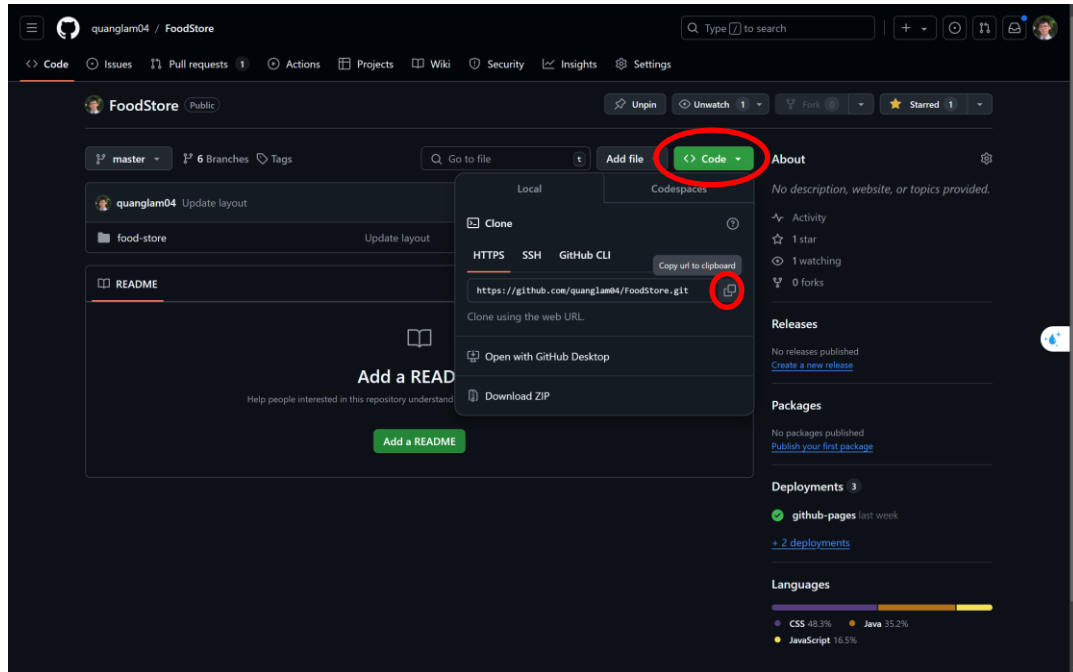 quanglam04 / FoodStore
Type / to search
Code
Issues
Pull requests 1
Actions
Projects
Wiki
Security
Insights
Settings
FoodStore Public
Unpin
Unwatch 1
Fork 0
Starred 1
master
6 Branches
Tags
Go to file t
Add file
Code
quanglam04 Update layout
food-store Update layout
README
Add a READ
Help people interested in this repository understand
Add a README
Local
Codespaces
Clone
HTTPS SSH GitHub CLI
Copy url to clipboard
https://github.com/quanglam04/FoodStore.git
Clone using the web URL.
Open with GitHub Desktop
Download ZIP
About
No description, website, or topics provided.
Activity
1 star
1 watching
0 forks
Releases
No releases published
Create a new release
Packages
No packages published
Publish your first package
Deployments 3
github-pages last week
+ 2 deployments
Languages
CSS 48.3% Java 35.2%
JavaScript 16.5%